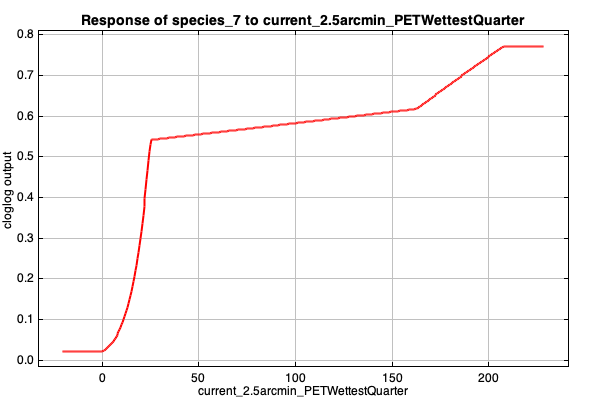 Response of species_7 to current_2.5arcmin_PETWettestQuarter
0.8
0.7
0.6
0.5
0.4
0.3
0.2
0.1
0.0
cloglog output
0 50 100 150 200
current_2.5arcmin_PETWettestQuarter